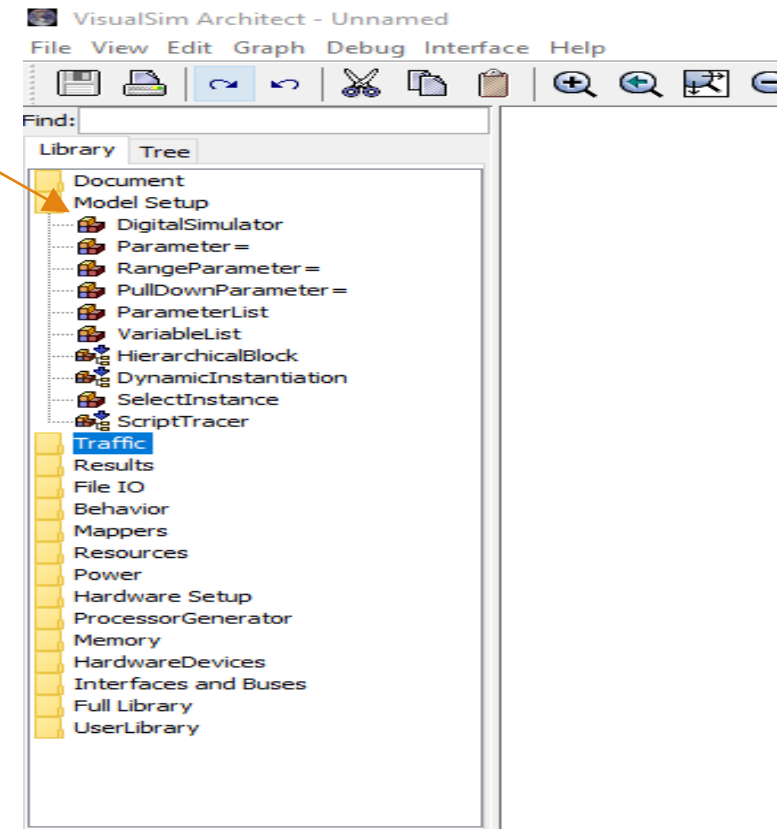 VisualSim Architect - Unnamed
File View Edit Graph Debug Interface Help
Find:
Library Tree
Document
Model Setup
DigitalSimulator
Parameter=
RangeParameter=
PullDownParameter=
ParameterList
VariableList
HierarchicalBlock
DynamicInstantiation
SelectInstance
ScriptTracer
Traffic
Results
File IO
Behavior
Mappers
Resources
Power
Hardware Setup
ProcessorGenerator
Memory
HardwareDevices
Interfaces and Buses
Full Library
UserLibrary